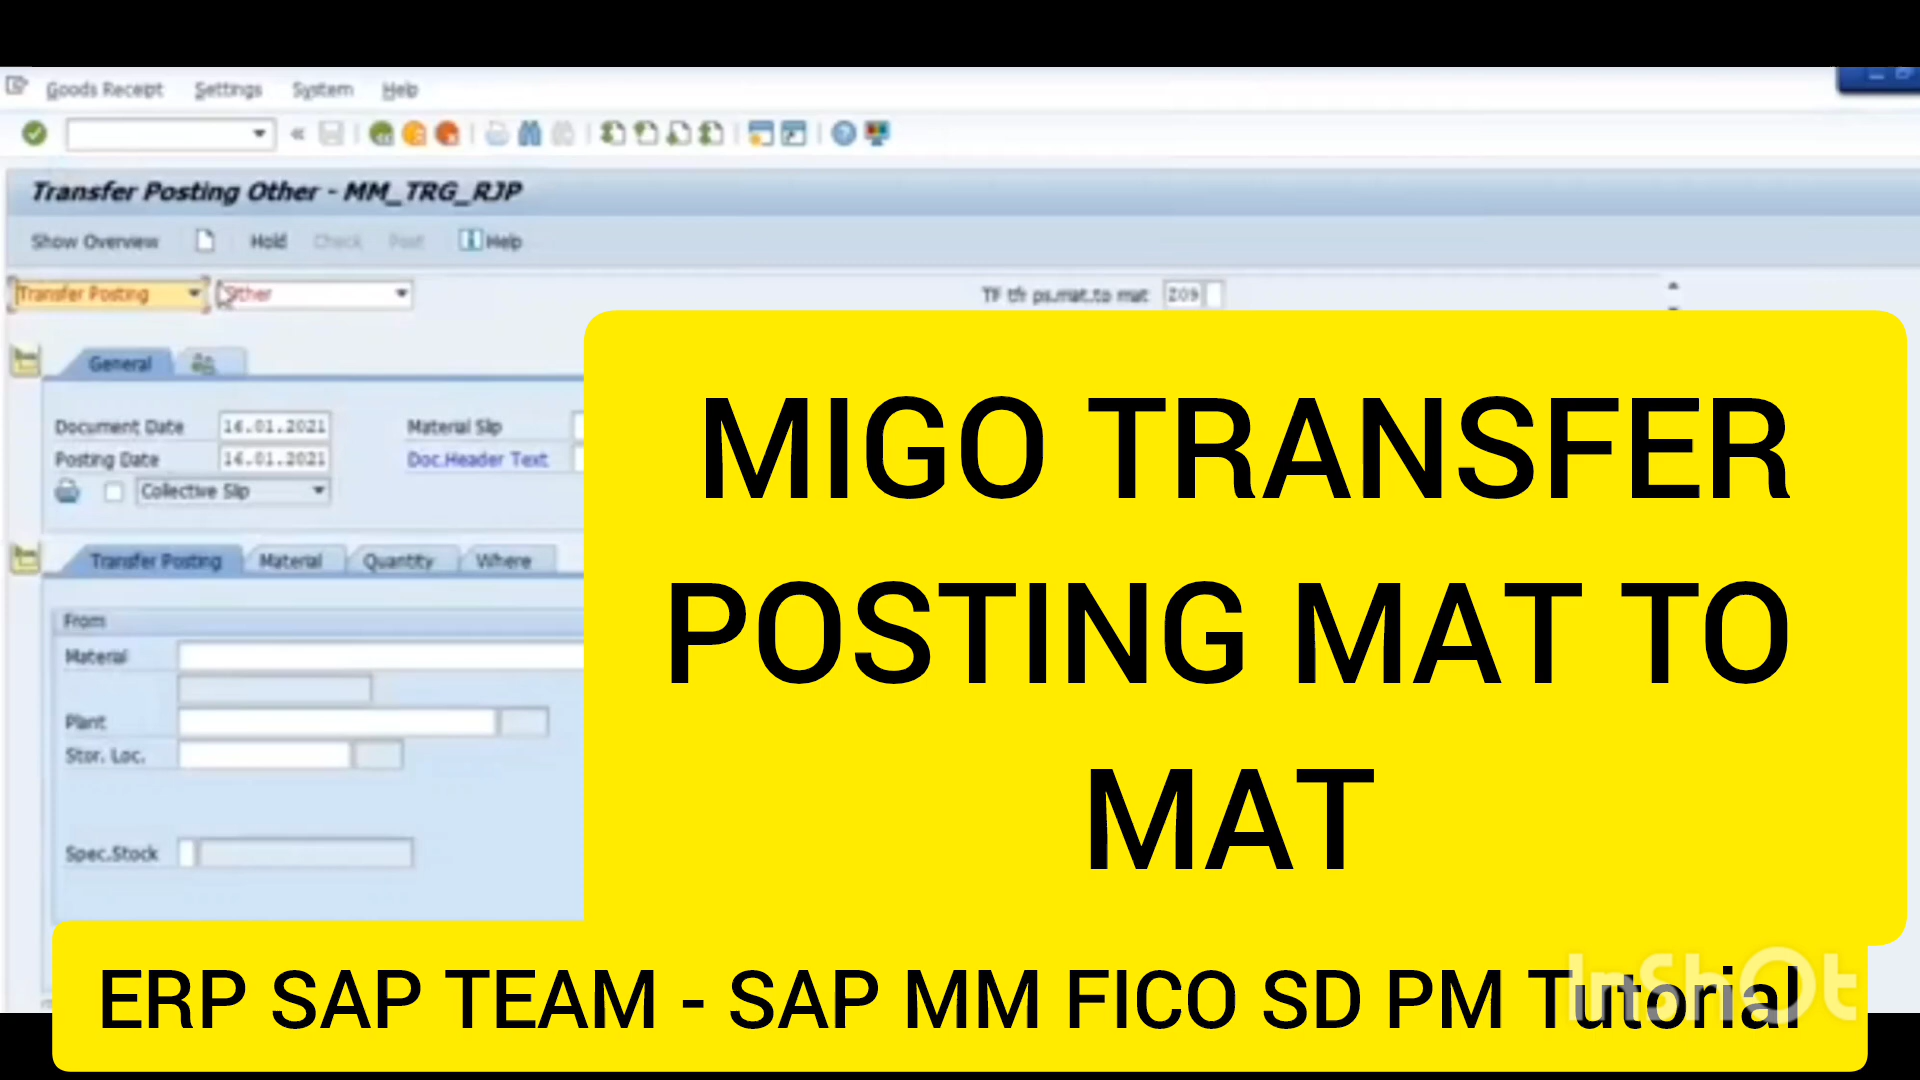 Goods Receipt Settings System Help
Transfer Posting Other - MM_TRG_RJP
Show Overview Hold Check Post Help
Transfer Posting Other TF tfr ps.mat.to mat Z09
General
Document Date 16.01.2021 Material Slip
Posting Date 16.01.2021 Doc.Header Text
Collective Slip
Transfer Posting Material Quantity Where
From
Material
Plant
Stor. Loc.
Spec.Stock
MIGO TRANSFER
POSTING MAT TO
MAT
ERP SAP TEAM - SAP MM FICO SD PM Tutorial
InShOt